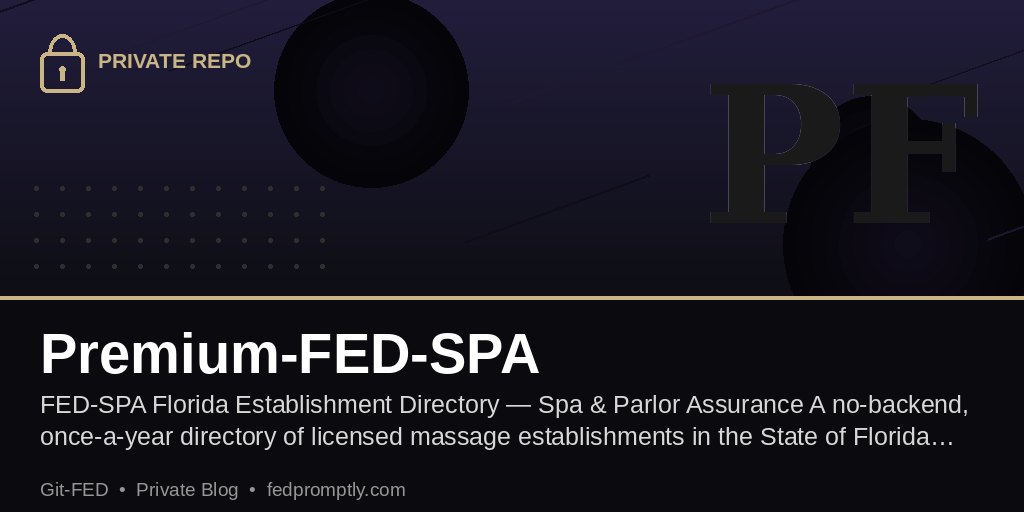 PRIVATE REPO
PF
Premium-FED-SPA
FED-SPA Florida Establishment Directory — Spa & Parlor Assurance A no-backend,
once-a-year directory of licensed massage establishments in the State of Florida…
Git-FED • Private Blog • fedpromptly.com